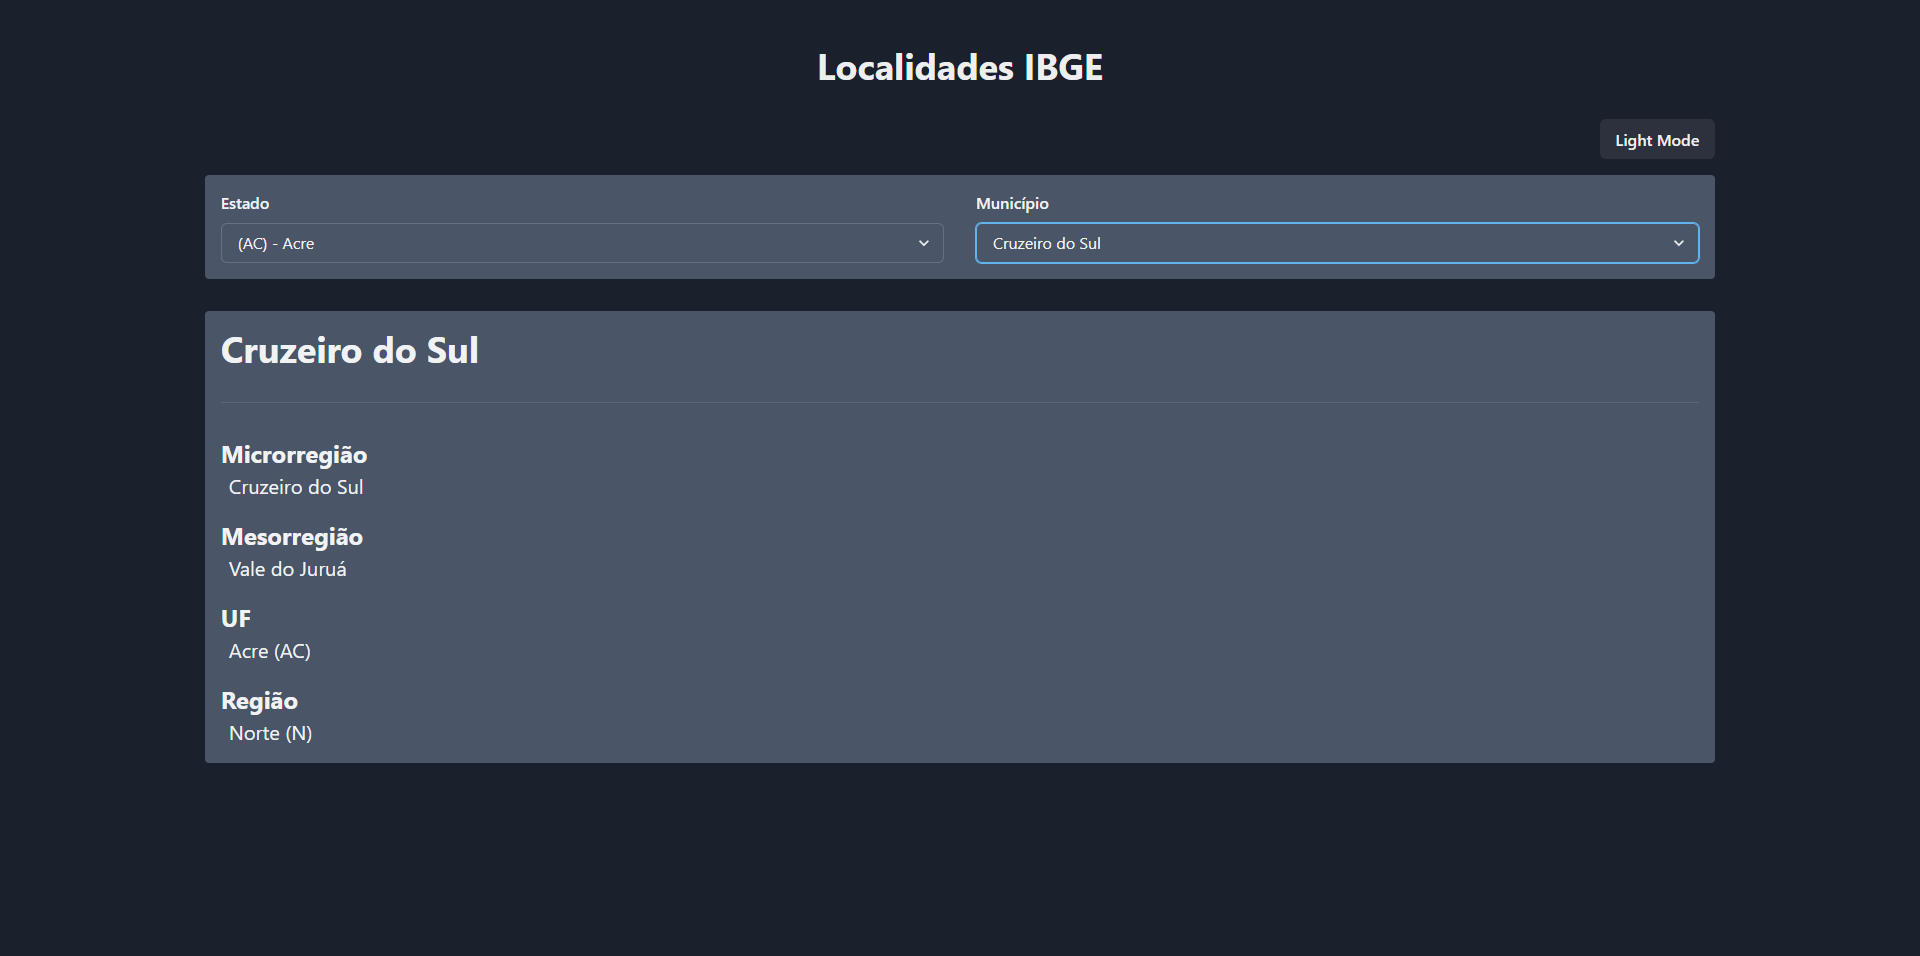 Localidades IBGE
Light Mode
Estado
Município
(AC) - Acre
Cruzeiro do Sul
Cruzeiro do Sul
Microrregião
Cruzeiro do Sul
Mesorregião
Vale do Juruá
UF
Acre (AC)
Região
Norte (N)